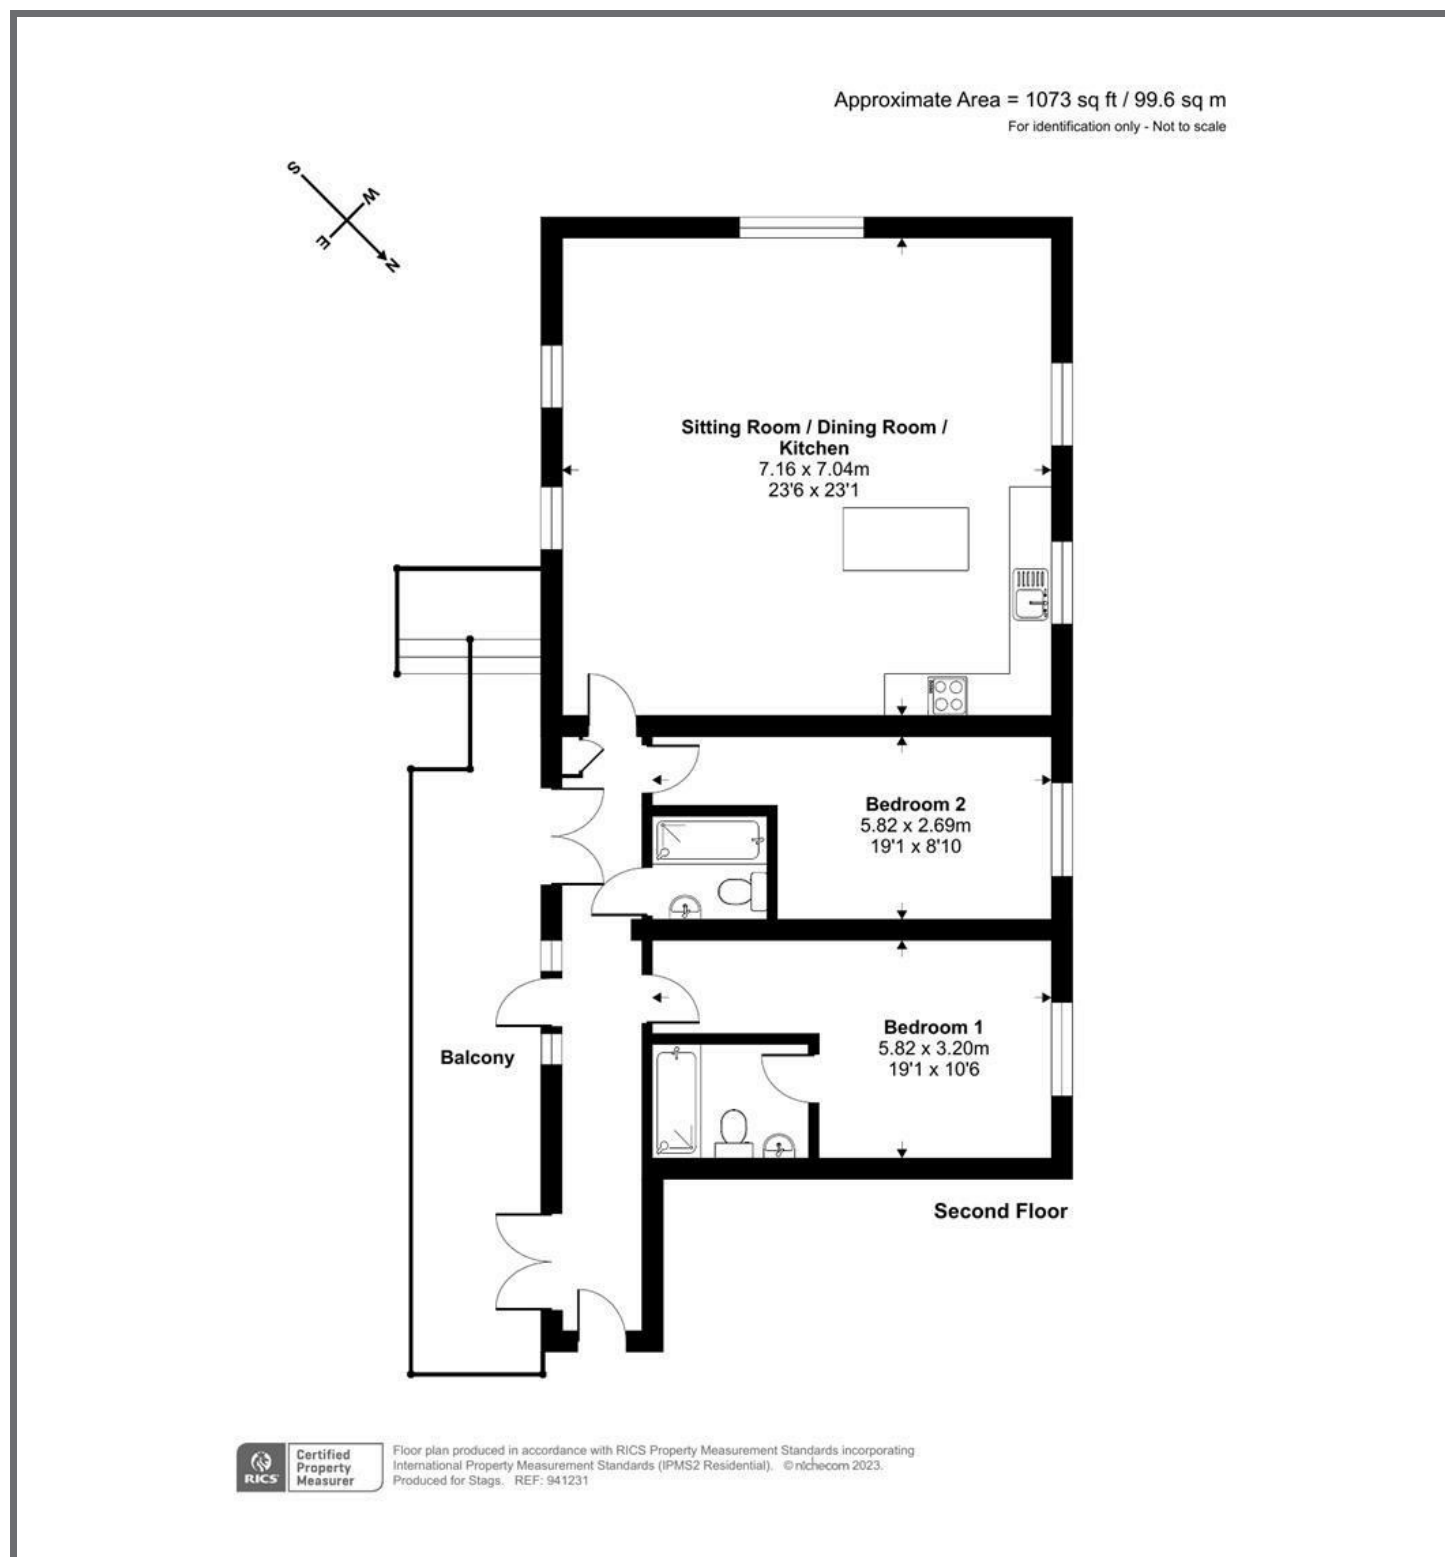 Approximate Area = 1073 sq ft / 99.6 sq m
For identification only - Not to scale
S
W
E
N
Sitting Room / Dining Room /
Kitchen
7.16 x 7.04m
23'6 x 23'1
Bedroom 2
5.82 x 2.69m
19'1 x 8'10
Bedroom 1
5.82 x 3.20m
19'1 x 10'6
Balcony
Second Floor
RICS
Certified
Property
Measurer
Floor plan produced in accordance with RICS Property Measurement Standards incorporating
International Property Measurement Standards (IPMS2 Residential). © nichecom 2023.
Produced for Stags. REF: 941231